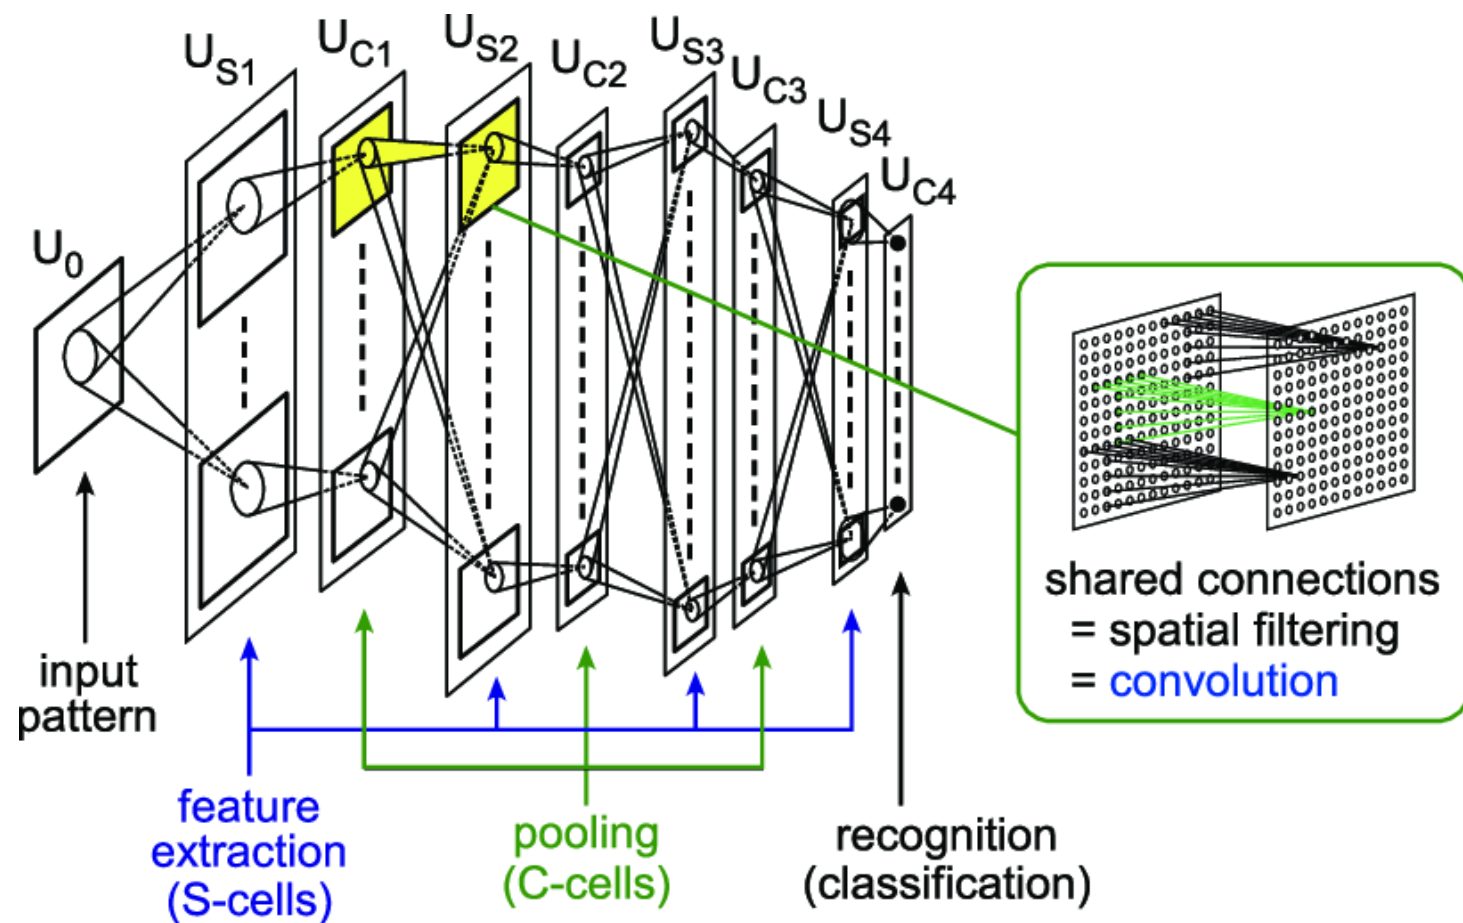 U0
US1
UC1
US2
UC2
US3
UC3
US4
UC4
input
pattern
feature
extraction
(S-cells)
pooling
(C-cells)
recognition
(classification)
shared connections
= spatial filtering
= convolution